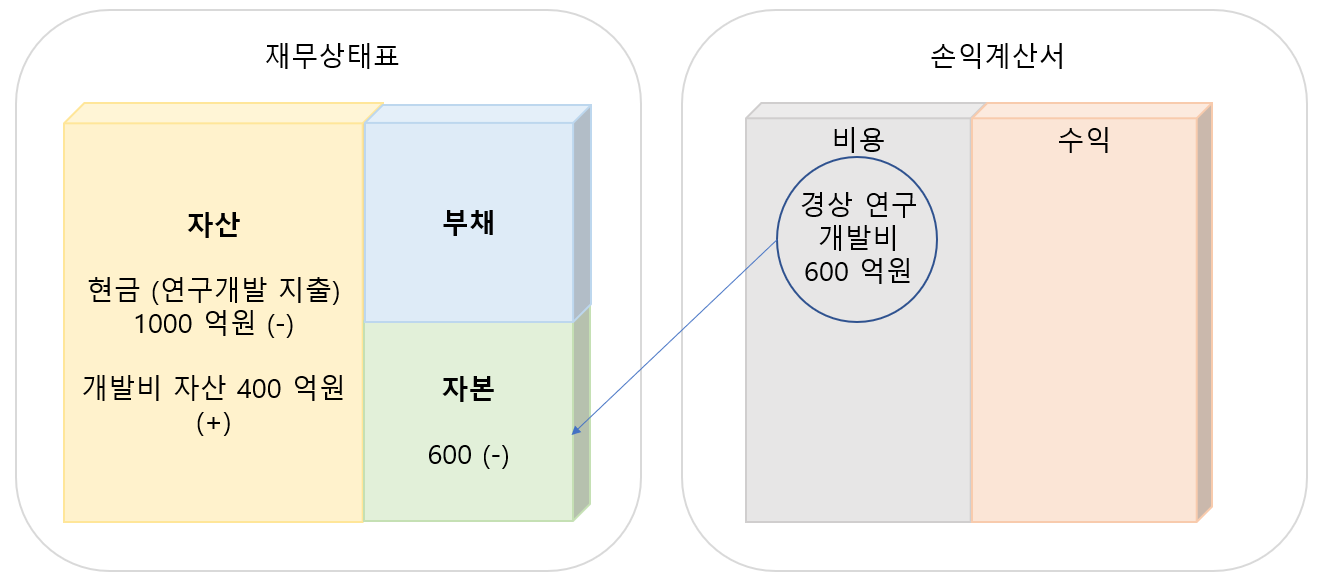 재무상태표
자산
현금 (연구개발 지출)
1000 억원 (-)
개발비 자산 400 억원
(+)
부채
자본
600 (-)
손익계산서
비용
경상 연구
개발비
600 억원
수익